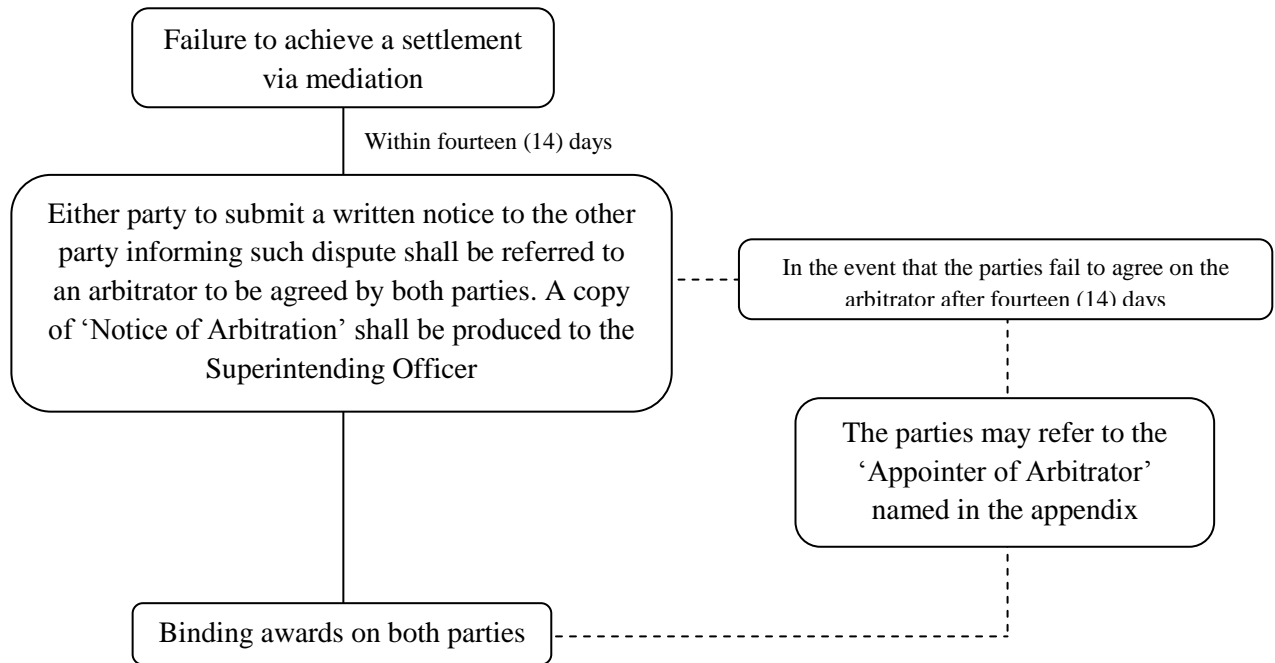 Failure to achieve a settlement
via mediation
Within fourteen (14) days
Either party to submit a written notice to the other
party informing such dispute shall be referred to
an arbitrator to be agreed by both parties. A copy
of ‘Notice of Arbitration’ shall be produced to the
Superintending Officer
In the event that the parties fail to agree on the
arbitrator after fourteen (14) days
The parties may refer to the
‘Appointer of Arbitrator’
named in the appendix
Binding awards on both parties